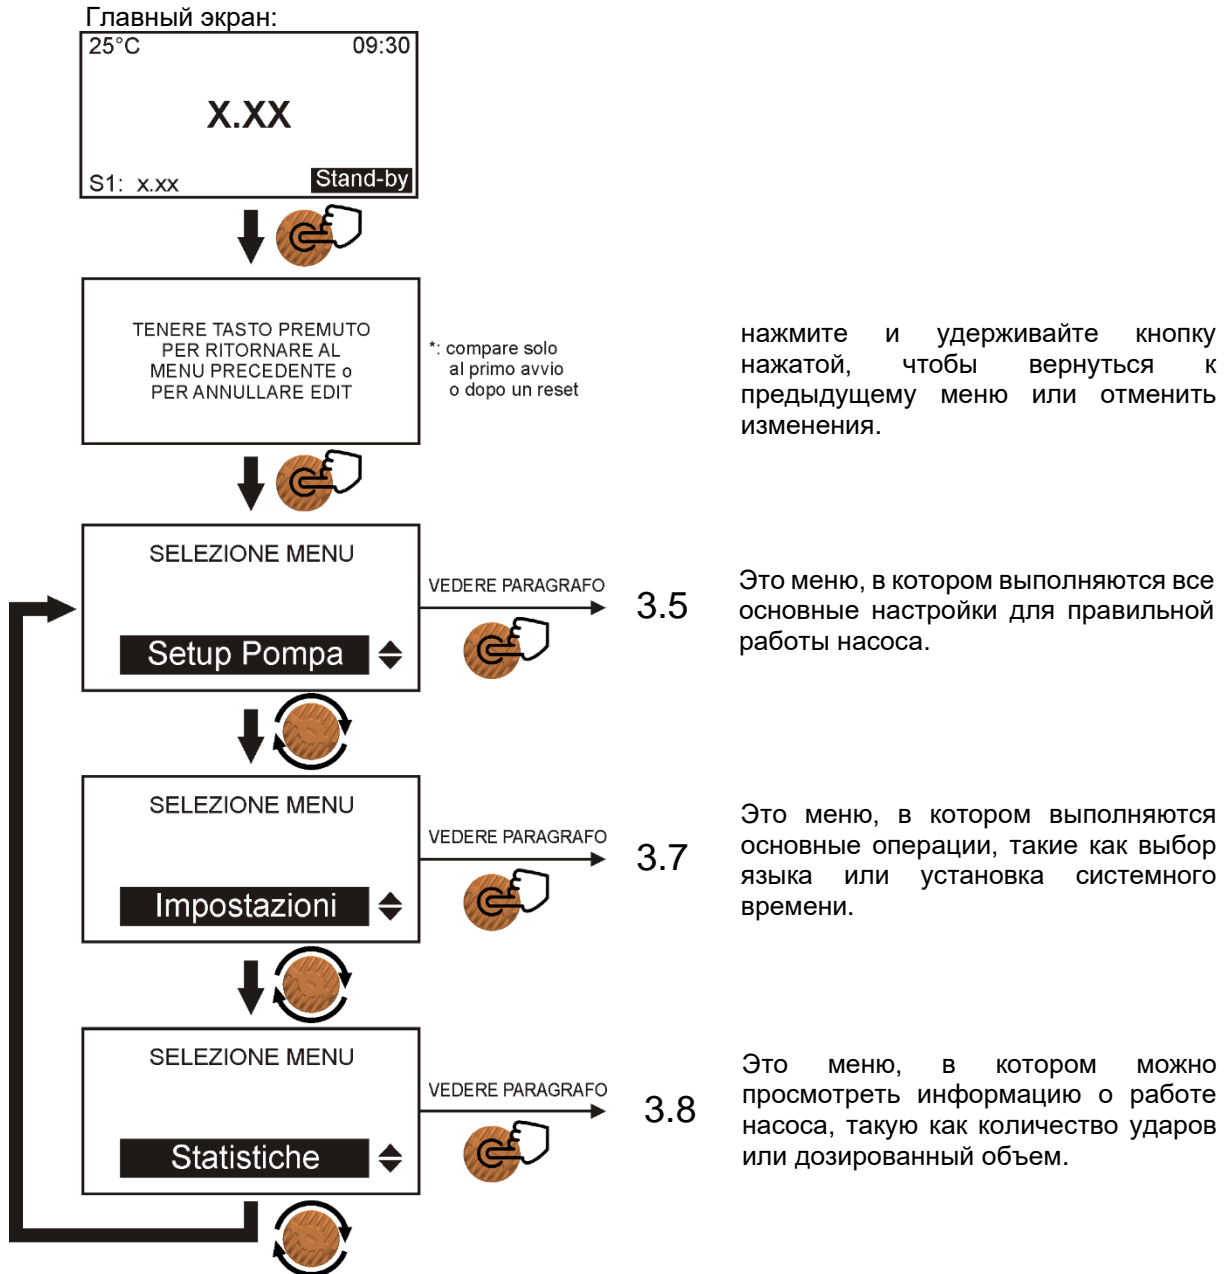 Главный экран:
25°C 09:30
X.XX
S1: x.xx Stand-by
TENERE TASTO PREMUTO
PER RITORNARE AL
MENU PRECEDENTE o
PER ANNULLARE EDIT
*: compare solo
al primo avvio
o dopo un reset
нажмите и удерживайте кнопку
нажатой, чтобы вернуться к
предыдущему меню или отменить
изменения.
SELEZIONE MENU
Setup Pompa
VEDERE PARAGRAFO
3.5
Это меню, в котором выполняются все
основные настройки для правильной
работы насоса.
SELEZIONE MENU
Impostazioni
VEDERE PARAGRAFO
3.7
Это меню, в котором выполняются
основные операции, такие как выбор
языка или установка системного
времени.
SELEZIONE MENU
Statistiche
VEDERE PARAGRAFO
3.8
Это меню, в котором можно
просмотреть информацию о работе
насоса, такую как количество ударов
или дозированный объем.